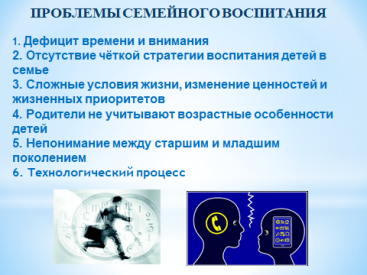 ПРОБЛЕМЫ СЕМЕЙНОГО ВОСПИТАНИЯ
1. Дефицит времени и внимания
2. Отсутствие чёткой стратегии воспитания детей в
семье
3. Сложные условия жизни, изменение ценностей и
жизненных приоритетов
4. Родители не учитывают возрастные особенности
детей
5. Непонимание между старшим и младшим
поколением
6. Технологический процесс